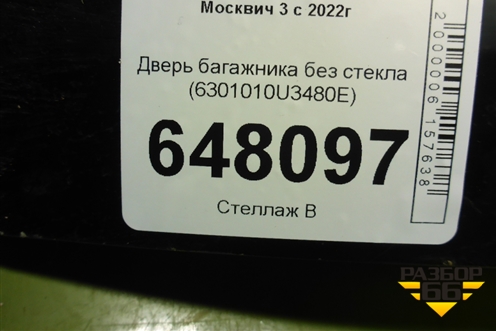 Москвич 3 с 2022г
Дверь багажника без стекла
(6301010U3480E)
648097
Стеллаж В
2000006157638
РАЗБОР
66